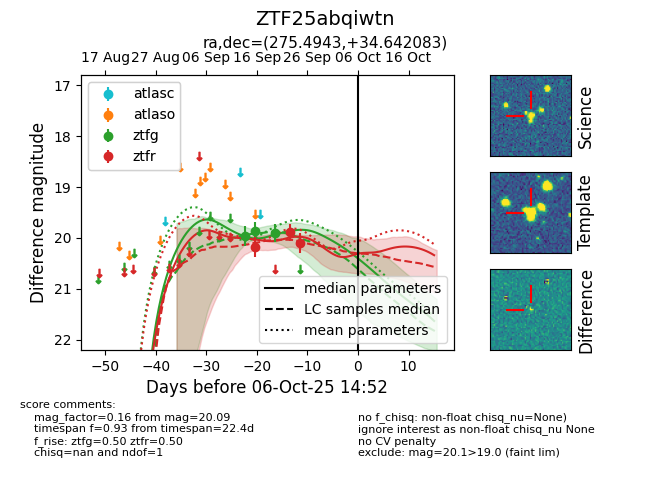 ZTF25abqiwtn
ra,dec=(275.4943,+34.642083)
17 Aug 27 Aug 06 Sep 16 Sep 26 Sep 06 Oct 16 Oct
atlasc
atlaso
ztfg
ztfr
17
18
19
20
21
22
Difference magnitude
median parameters
LC samples median
mean parameters
−50 −40 −30 −20 −10 0 10
Days before 06-Oct-25 14:52
Science
Template
Difference
score comments:
mag_factor=0.16 from mag=20.09
timespan f=0.93 from timespan=22.4d
f_rise: ztfg=0.50 ztfr=0.50
chisq=nan and ndof=1
no f_chisq: non-float chisq_nu=None)
ignore interest as non-float chisq_nu None
no CV penalty
exclude: mag=20.1>19.0 (faint lim)